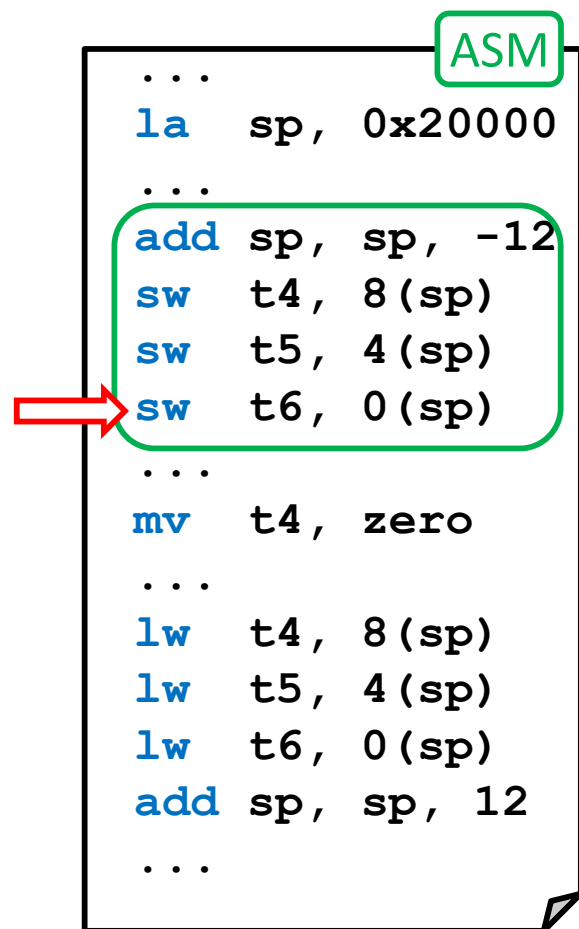 ASM
...
la sp, 0x20000
...
add sp, sp, -12
sw t4, 8(sp)
sw t5, 4(sp)
sw t6, 0(sp)
...
mv t4, zero
...
lw t4, 8(sp)
lw t5, 4(sp)
lw t6, 0(sp)
add sp, sp, 12
...